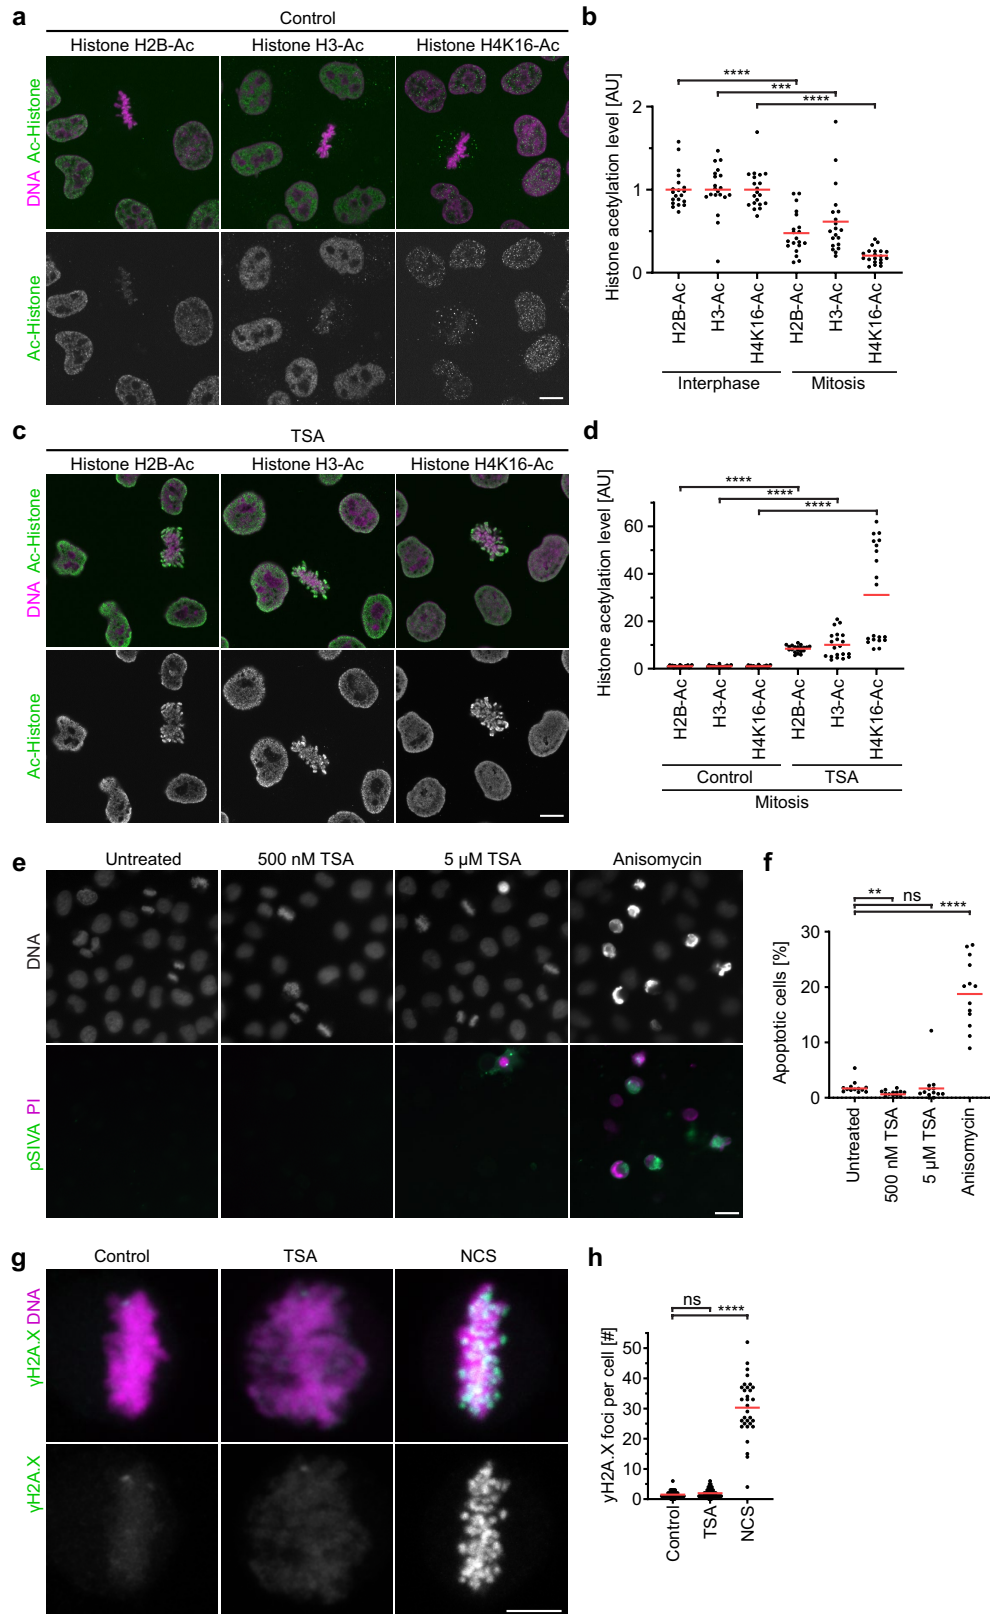 a
Control
Histone H2B-Ac Histone H3-Ac Histone H4K16-Ac
DNA Ac-Histone
Ac-Histone
b
**** 
***
****
Histone acetylation level [AU]
2
1
0
H2B-Ac
H3-Ac
H4K16-Ac
H2B-Ac
H3-Ac
H4K16-Ac
Interphase Mitosis
c
TSA
Histone H2B-Ac Histone H3-Ac Histone H4K16-Ac
DNA Ac-Histone
Ac-Histone
d
****
****
****
Histone acetylation level [AU]
60
40
20
0
H2B-Ac
H3-Ac
H4K16-Ac
H2B-Ac
H3-Ac
H4K16-Ac
Control TSA
Mitosis
e
Untreated 500 nM TSA 5 µM TSA Anisomycin
DNA
pSIVA PI
f
** ns
****
Apoptotic cells [%]
30
20
10
0
Untreated
500 nM TSA
5 µM TSA
Anisomycin
g
Control TSA NCS
γH2A.X DNA
γH2A.X
h
ns
****
γH2A.X foci per cell [#]
50
40
30
20
10
0
Control
TSA
NCS